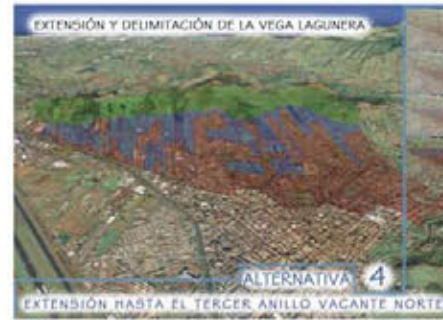 EXTENSIÓN Y DELIMITACIÓN DE LA VEGA LAGUNERA
ALTERNATIVA 4
EXTENSIÓN HASTA EL TERCER ANILLO VACANTE NORTE